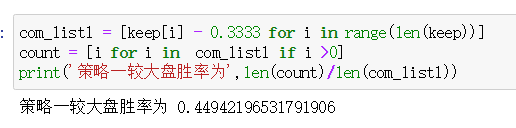 :
com_list1 = [keep[i] - 0.3333 for i in range(len(keep))]
count = [i for i in  com_list1 if i >0]
print('策略一较大盘胜率为',len(count)/len(com_list1))
策略一较大盘胜率为 0.44942196531791906